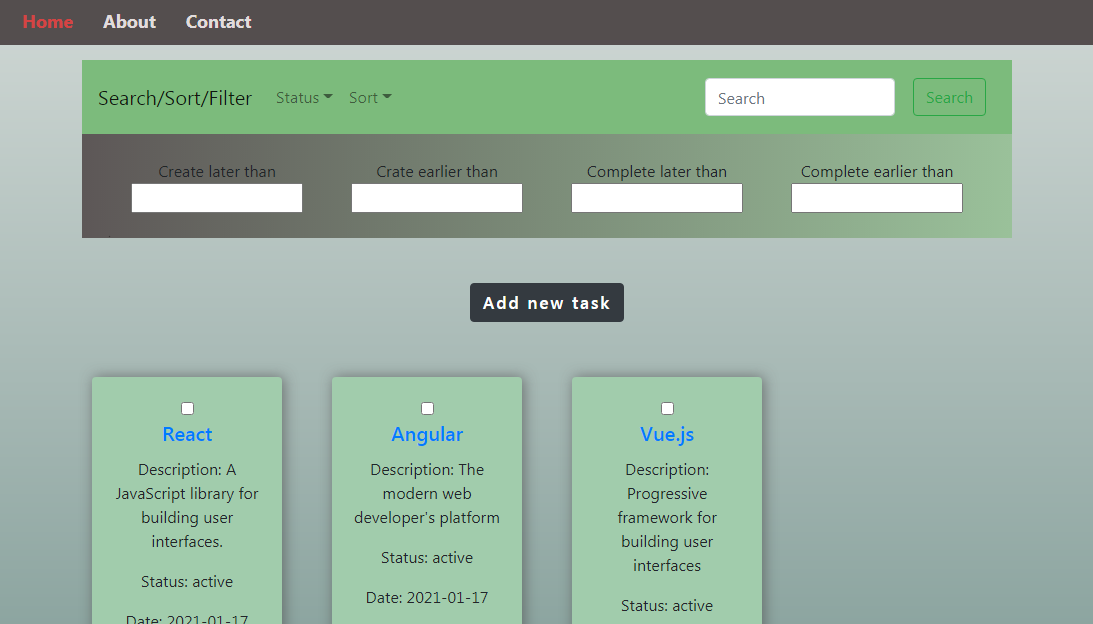 Home About Contact
Search/Sort/Filter Status Sort Search Search
Create later than Crate earlier than Complete later than Complete earlier than
Add new task
React
Description: A
JavaScript library for
building user
interfaces.
Status: active
Date: 2021-01-17
Angular
Description: The
modern web
developer's platform
Status: active
Date: 2021-01-17
Vue.js
Description:
Progressive
framework for
building user
interfaces
Status: active